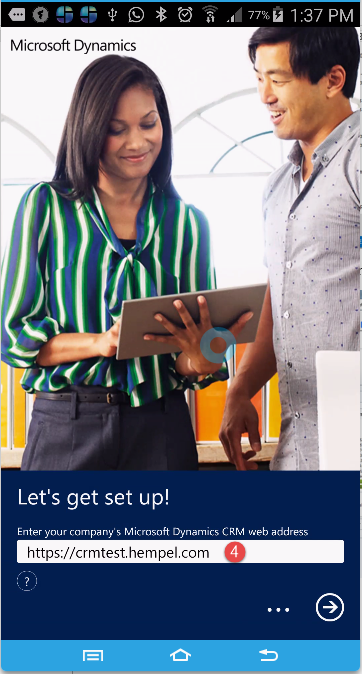 77% 1:37 PM
Microsoft Dynamics
Let's get set up!
Enter your company's Microsoft Dynamics CRM web address
https://crmtest.hempel.com 4
?
...